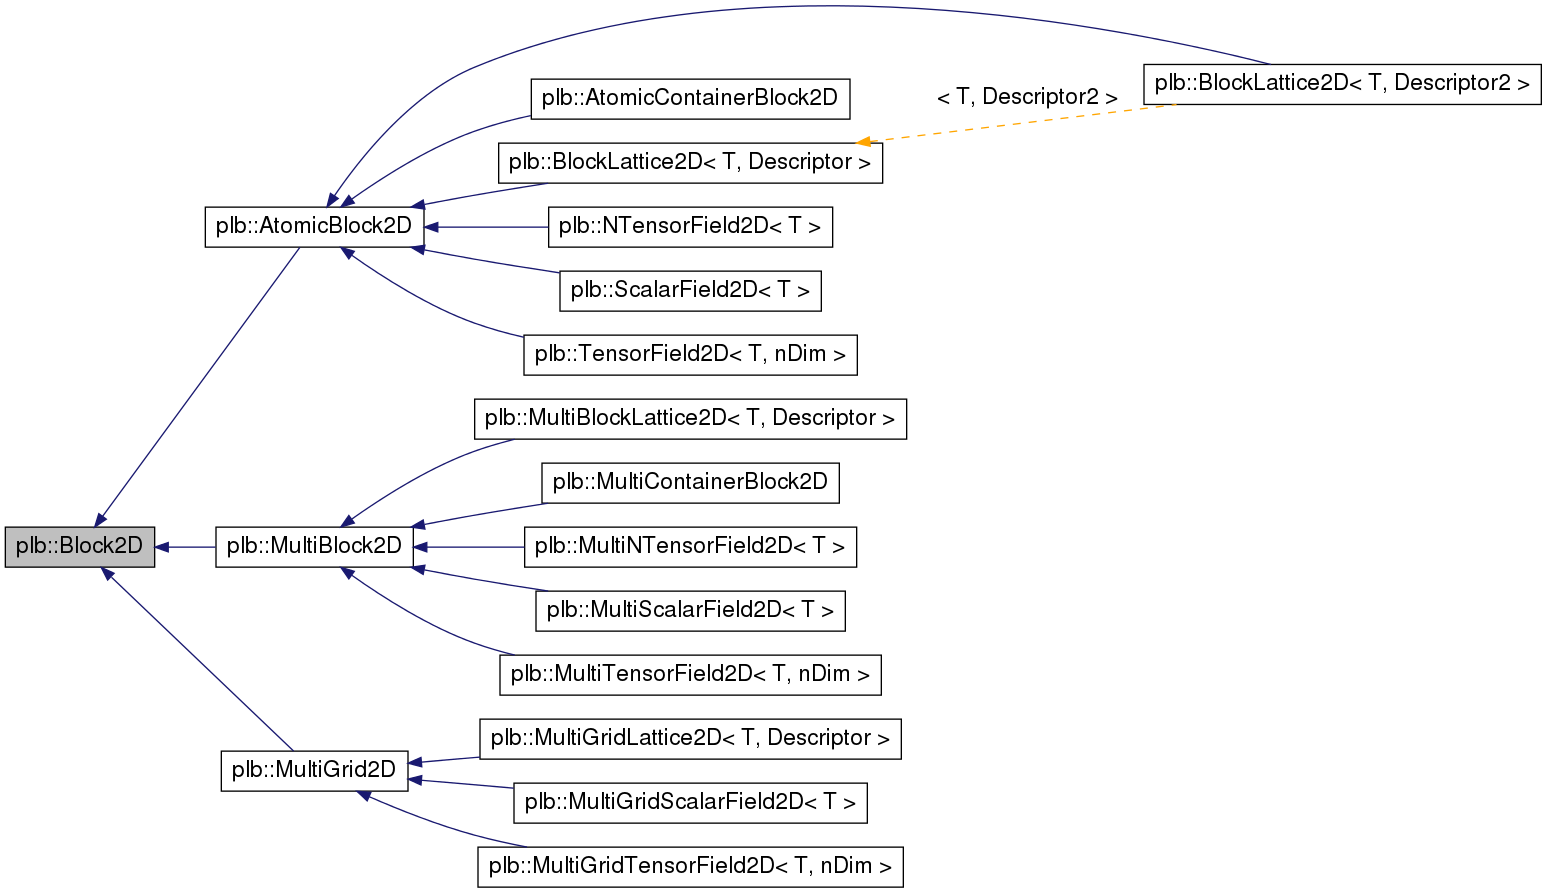 plb::BlockLattice2D< T, Descriptor2 >
plb::AtomicContainerBlock2D
< T, Descriptor2 >
plb::BlockLattice2D< T, Descriptor >
plb::AtomicBlock2D
plb::NTensorField2D< T >
plb::ScalarField2D< T >
plb::TensorField2D< T, nDim >
plb::MultiBlockLattice2D< T, Descriptor >
plb::MultiContainerBlock2D
plb::Block2D
plb::MultiBlock2D
plb::MultiNTensorField2D< T >
plb::MultiScalarField2D< T >
plb::MultiTensorField2D< T, nDim >
plb::MultiGridLattice2D< T, Descriptor >
plb::MultiGrid2D
plb::MultiGridScalarField2D< T >
plb::MultiGridTensorField2D< T, nDim >